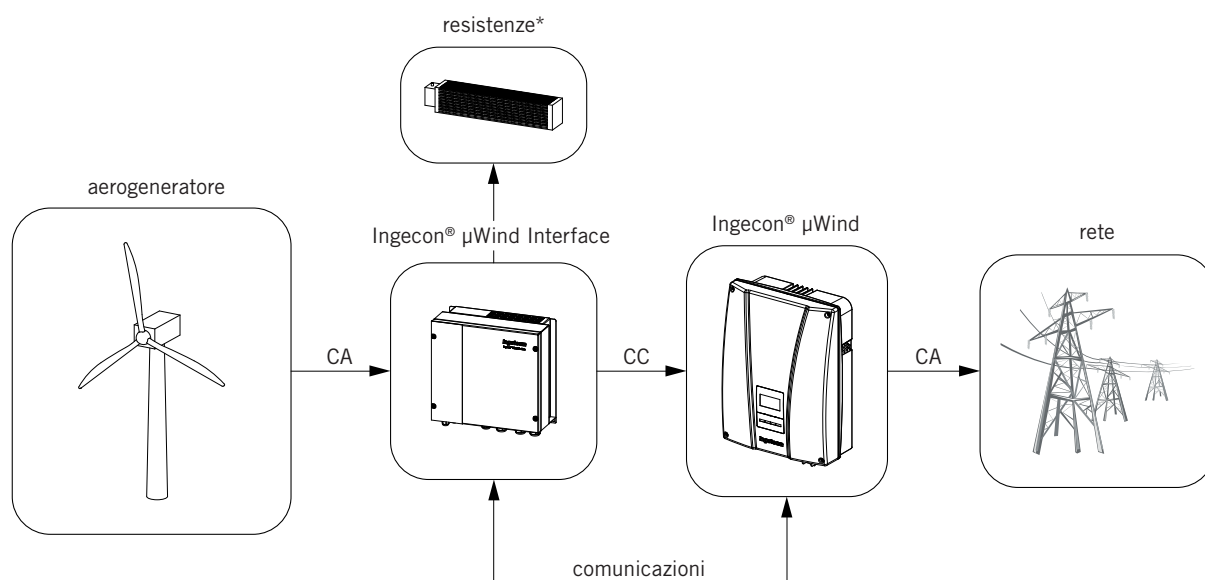 resistenze*
aerogeneratore
Ingecon® µWind Interface
Ingecon® µWind
rete
CA
CC
CA
comunicazioni